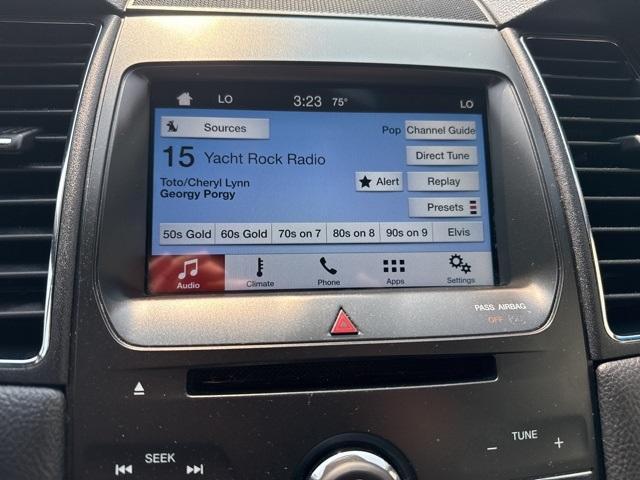 LO 3:23 75° LO
Sources Pop Channel Guide
15 Yacht Rock Radio Direct Tune
Toto/Cheryl Lynn Alert Replay
Georgy Porgy
Presets
50s Gold 60s Gold 70s on 7 80s on 8 90s on 9 Elvis
Audio Climate Phone Apps Settings
PASS AIRBAG
OFF
SEEK
TUNE
− +